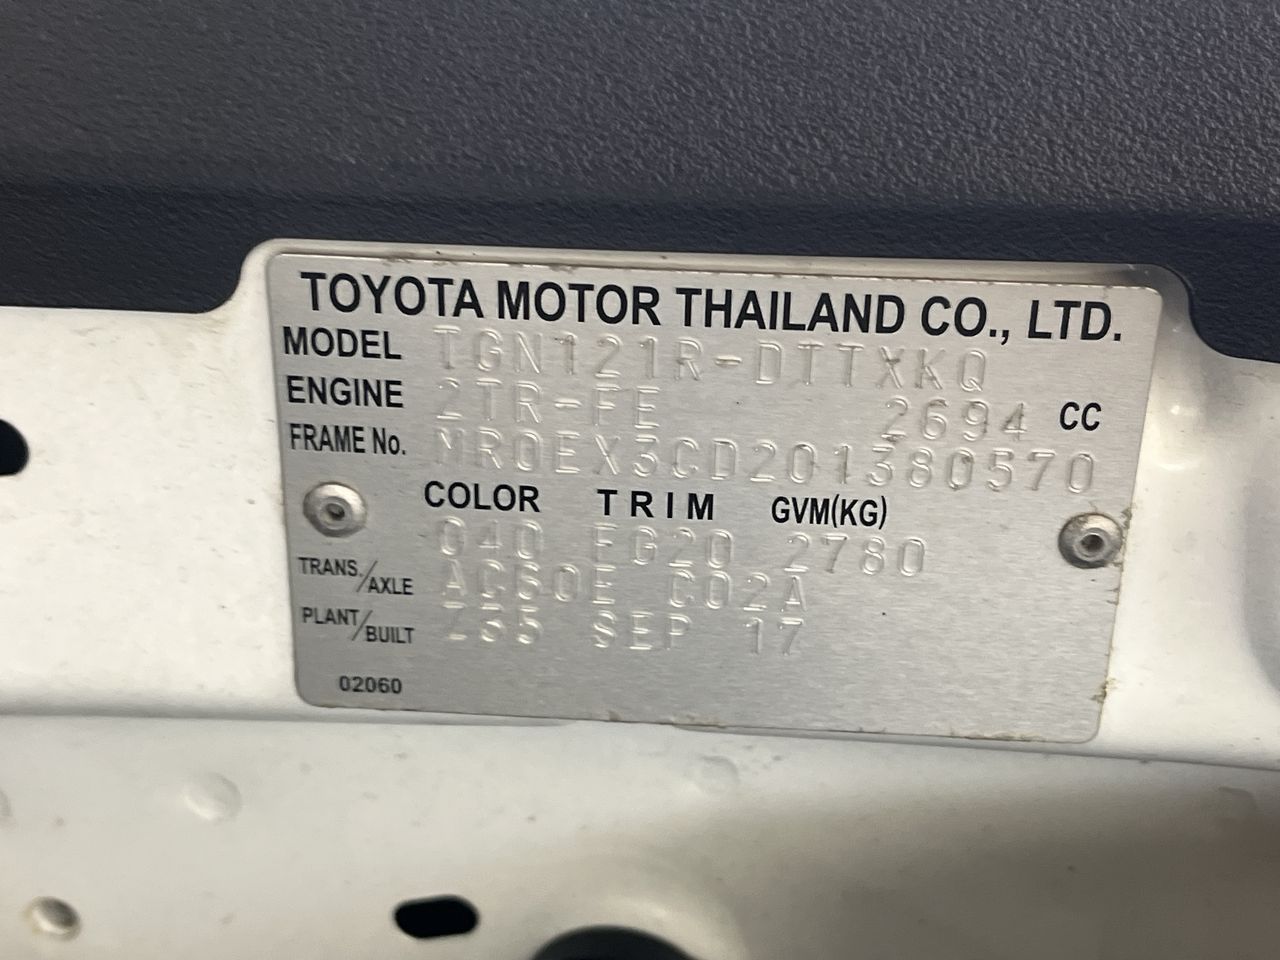 TOYOTA MOTOR THAILAND CO., LTD.
MODEL TGN121R-DTTXKQ
ENGINE 2TR-FE 2694 CC
FRAME No. MR0EX3CD201380570
COLOR TRIM GVM(KG)
040 FG20 2780
TRANS./AXLE AC60E C02A
PLANT/BUILT Z35 SEP 17
02060